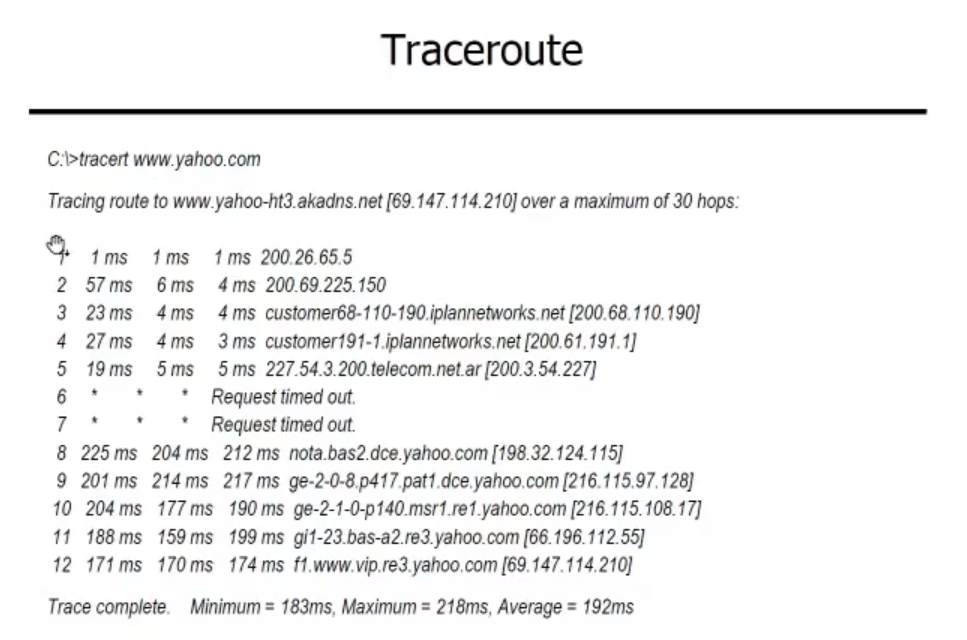 Traceroute
C:\>tracert www.yahoo.com
Tracing route to www.yahoo-ht3.akadns.net [69.147.114.210] over a maximum of 30 hops:
1 1 ms 1 ms 1 ms 200.26.65.5
2 57 ms 6 ms 4 ms 200.69.225.150
3 23 ms 4 ms 4 ms customer68-110-190.iplannetworks.net [200.68.110.190]
4 27 ms 4 ms 3 ms customer191-1.iplannetworks.net [200.61.191.1]
5 19 ms 5 ms 5 ms 227.54.3.200.telecom.net.ar [200.3.54.227]
6 * * * Request timed out.
7 * * * Request timed out.
8 225 ms 204 ms 212 ms nota.bas2.dce.yahoo.com [198.32.124.115]
9 201 ms 214 ms 217 ms ge-2-0-8.p417.pat1.dce.yahoo.com [216.115.97.128]
10 204 ms 177 ms 190 ms ge-2-1-0-p140.msr1.re1.yahoo.com [216.115.108.17]
11 188 ms 159 ms 199 ms gi1-23.bas-a2.re3.yahoo.com [66.196.112.55]
12 171 ms 170 ms 174 ms f1.www.vip.re3.yahoo.com [69.147.114.210]
Trace complete. Minimum = 183ms, Maximum = 218ms, Average = 192ms